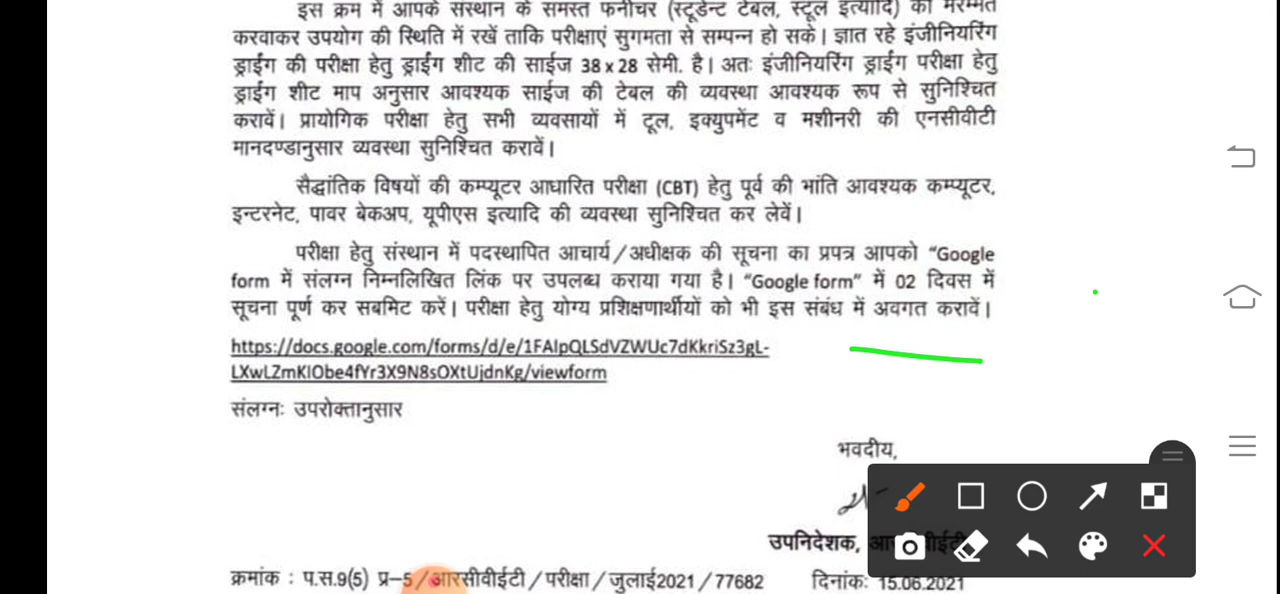 इस क्रम में आपके संस्थान के समस्त फर्नीचर (स्टूडेन्ट टेबल, स्टूल इत्यादि) की मरम्मत
करवाकर उपयोग की स्थिति में रखें ताकि परीक्षाएं सुगमता से सम्पन्न हो सके। ज्ञात रहे इंजीनियरिंग
ड्राईंग की परीक्षा हेतु ड्राईंग शीट की साईज 38 x 28 सेमी. है। अतः इंजीनियरिंग ड्राईंग परीक्षा हेतु
ड्राईंग शीट माप अनुसार आवश्यक साईज की टेबल की व्यवस्था आवश्यक रूप से सुनिश्चित
करावें। प्रायोगिक परीक्षा हेतु सभी व्यवसायों में टूल, इक्युपमेंट व मशीनरी की एनसीवीटी
मानदण्डानुसार व्यवस्था सुनिश्चित करावें।
सैद्धांतिक विषयों की कम्प्यूटर आधारित परीक्षा (CBT) हेतु पूर्व की भांति आवश्यक कम्प्यूटर,
इन्टरनेट, पावर बेकअप, यूपीएस इत्यादि की व्यवस्था सुनिश्चित कर लेवें।
परीक्षा हेतु संस्थान में पदस्थापित आचार्य/अधीक्षक की सूचना का प्रपत्र आपको “Google
form में संलग्न निम्नलिखित लिंक पर उपलब्ध कराया गया है। “Google form” में 02 दिवस में
सूचना पूर्ण कर सबमिट करें। परीक्षा हेतु योग्य प्रशिक्षणार्थीयों को भी इस संबंध में अवगत करावें।
https://docs.google.com/forms/d/e/1FAIpQLSdVZWUc7dKkriSz3gL-
LXwLZmKIObe4fYr3X9N8sOXtUjdnKg/viewform
संलग्नः उपरोक्तानुसार
भवदीय,
उपनिदेशक, आरसीवीईटी
क्रमांक : प.स.9(5) प्र–5/आरसीवीईटी/परीक्षा/जुलाई2021/77682 दिनांकः 15.06.2021